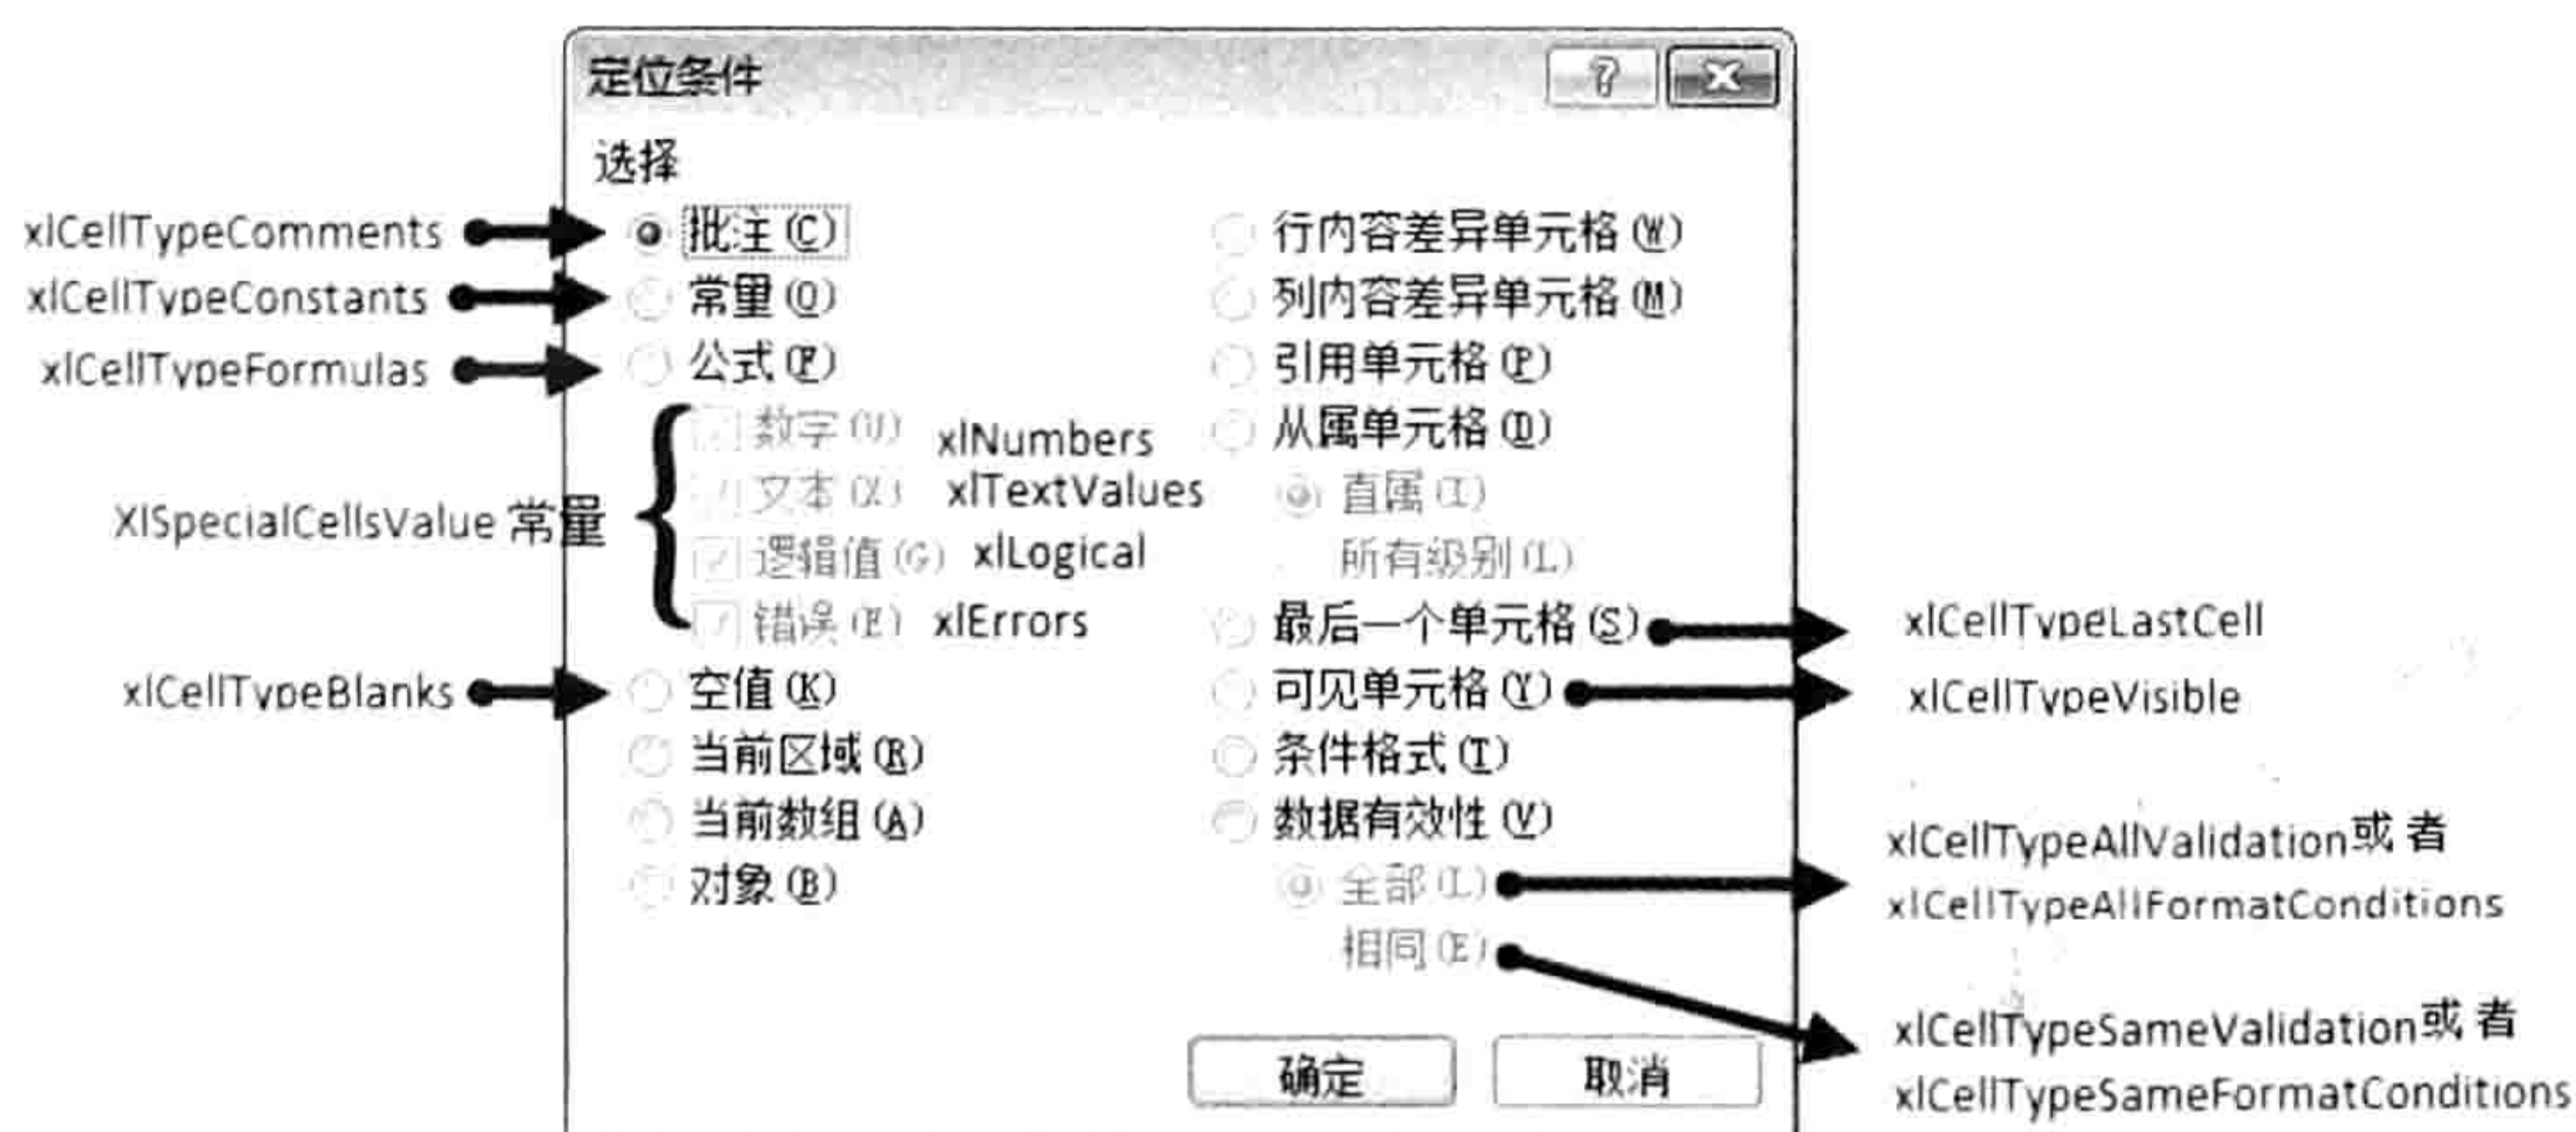 定位条件
选择
xlCellTypeComments 批注(C) 行内容差异单元格(W)
xlCellTypeConstants 常量(O) 列内容差异单元格(M)
xlCellTypeFormulas 公式(F) 引用单元格(P)
数字(U) xlNumbers 从属单元格(D)
文本(X) xlTextValues 直属(I)
XlSpecialCellsValue 常量
逻辑值(G) xlLogical 所有级别(L)
错误(E) xlErrors 最后一个单元格(S) xlCellTypeLastCell
xlCellTypeBlanks 空值(K) 可见单元格(Y) xlCellTypeVisible
当前区域(R) 条件格式(T)
当前数组(A) 数据有效性(V)
xlCellTypeAllValidation或者
对象(B) 全部(L)
xlCellTypeAllFormatConditions
相同(E)
xlCellTypeSameValidation或者
确定 取消
xlCellTypeSameFormatConditions